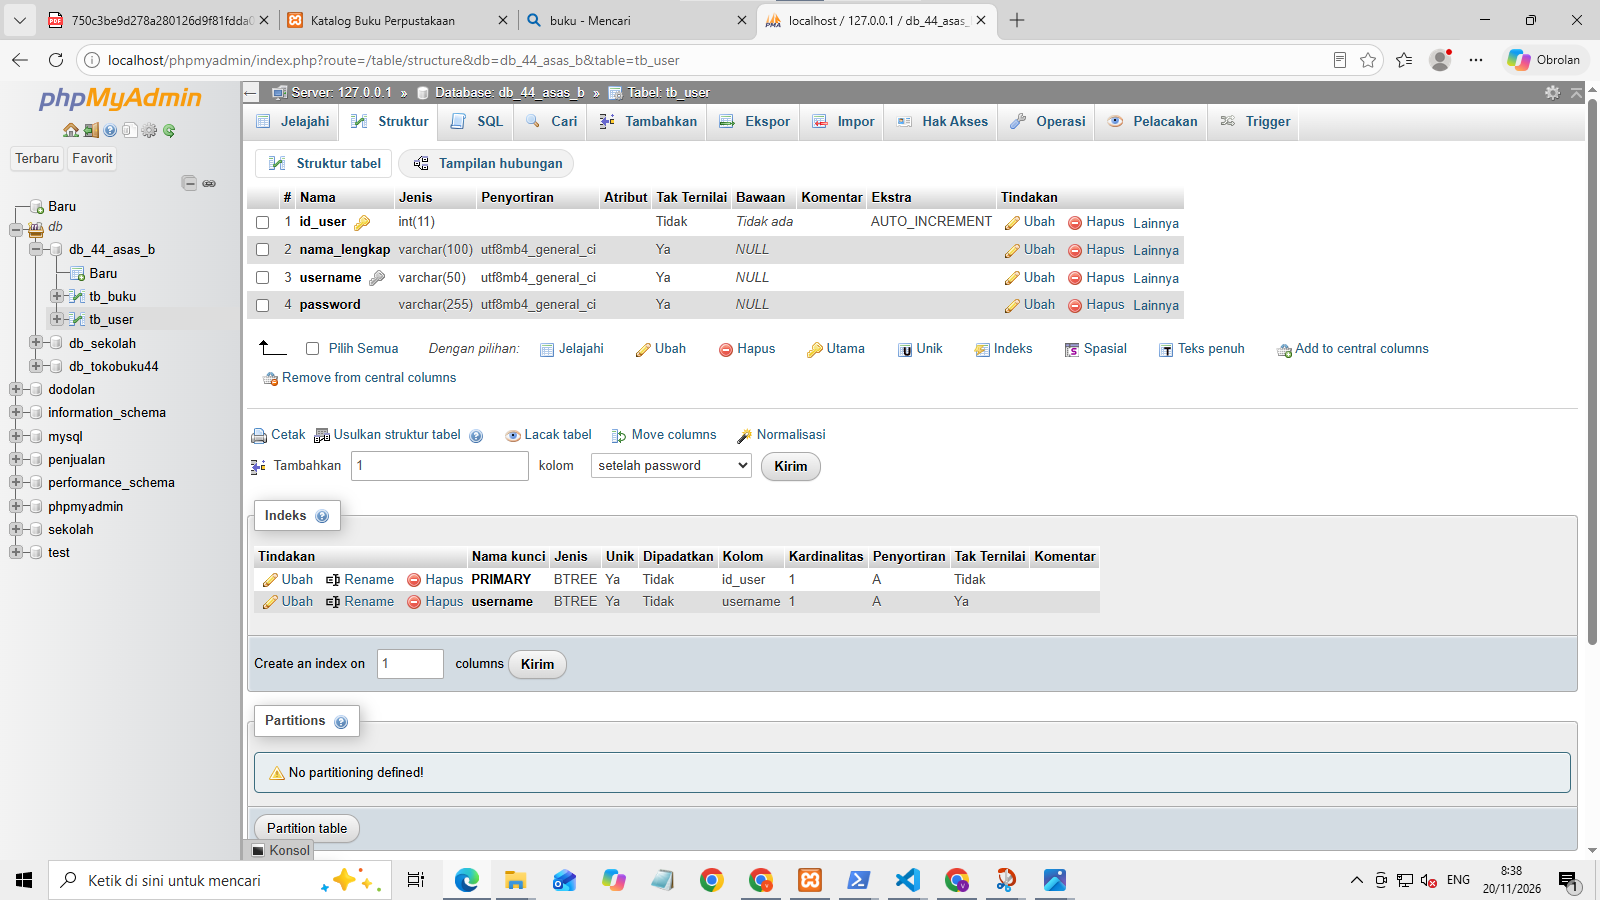 750c3be9d278a280126d9f81fdda0
Katalog Buku Perpustakaan
buku - Mencari
localhost / 127.0.0.1 / db_44_asas_
localhost/phpmyadmin/index.php?route=/table/structure&db=db_44_asas_b&table=tb_user
Obrolan
phpMyAdmin
Terbaru Favorit
Baru
db
db_44_asas_b
Baru
tb_buku
tb_user
db_sekolah
db_tokobuku44
dodolan
information_schema
mysql
penjualan
performance_schema
phpmyadmin
sekolah
test
Server: 127.0.0.1 » Database: db_44_asas_b » Tabel: tb_user
Jelajahi Struktur SQL Cari Tambahkan Ekspor Impor Hak Akses Operasi Pelacakan Trigger
Struktur tabel Tampilan hubungan
# Nama Jenis Penyortiran Atribut Tak Ternilai Bawaan Komentar Ekstra Tindakan
1 id_user int(11) Tidak Tidak ada AUTO_INCREMENT Ubah Hapus Lainnya
2 nama_lengkap varchar(100) utf8mb4_general_ci Ya NULL Ubah Hapus Lainnya
3 username varchar(50) utf8mb4_general_ci Ya NULL Ubah Hapus Lainnya
4 password varchar(255) utf8mb4_general_ci Ya NULL Ubah Hapus Lainnya
Pilih Semua Dengan pilihan: Jelajahi Ubah Hapus Utama Unik Indeks Spasial Teks penuh Add to central columns
Remove from central columns
Cetak Usulkan struktur tabel Lacak tabel Move columns Normalisasi
Tambahkan 1 kolom setelah password Kirim
Indeks
Tindakan Nama kunci Jenis Unik Dipadatkan Kolom Kardinalitas Penyortiran Tak Ternilai Komentar
Ubah Rename Hapus PRIMARY BTREE Ya Tidak id_user 1 A Tidak
Ubah Rename Hapus username BTREE Ya Tidak username 1 A Ya
Create an index on 1 columns Kirim
Partitions
No partitioning defined!
Partition table
Konsol
Ketik di sini untuk mencari
ENG
8:38
20/11/2026
1